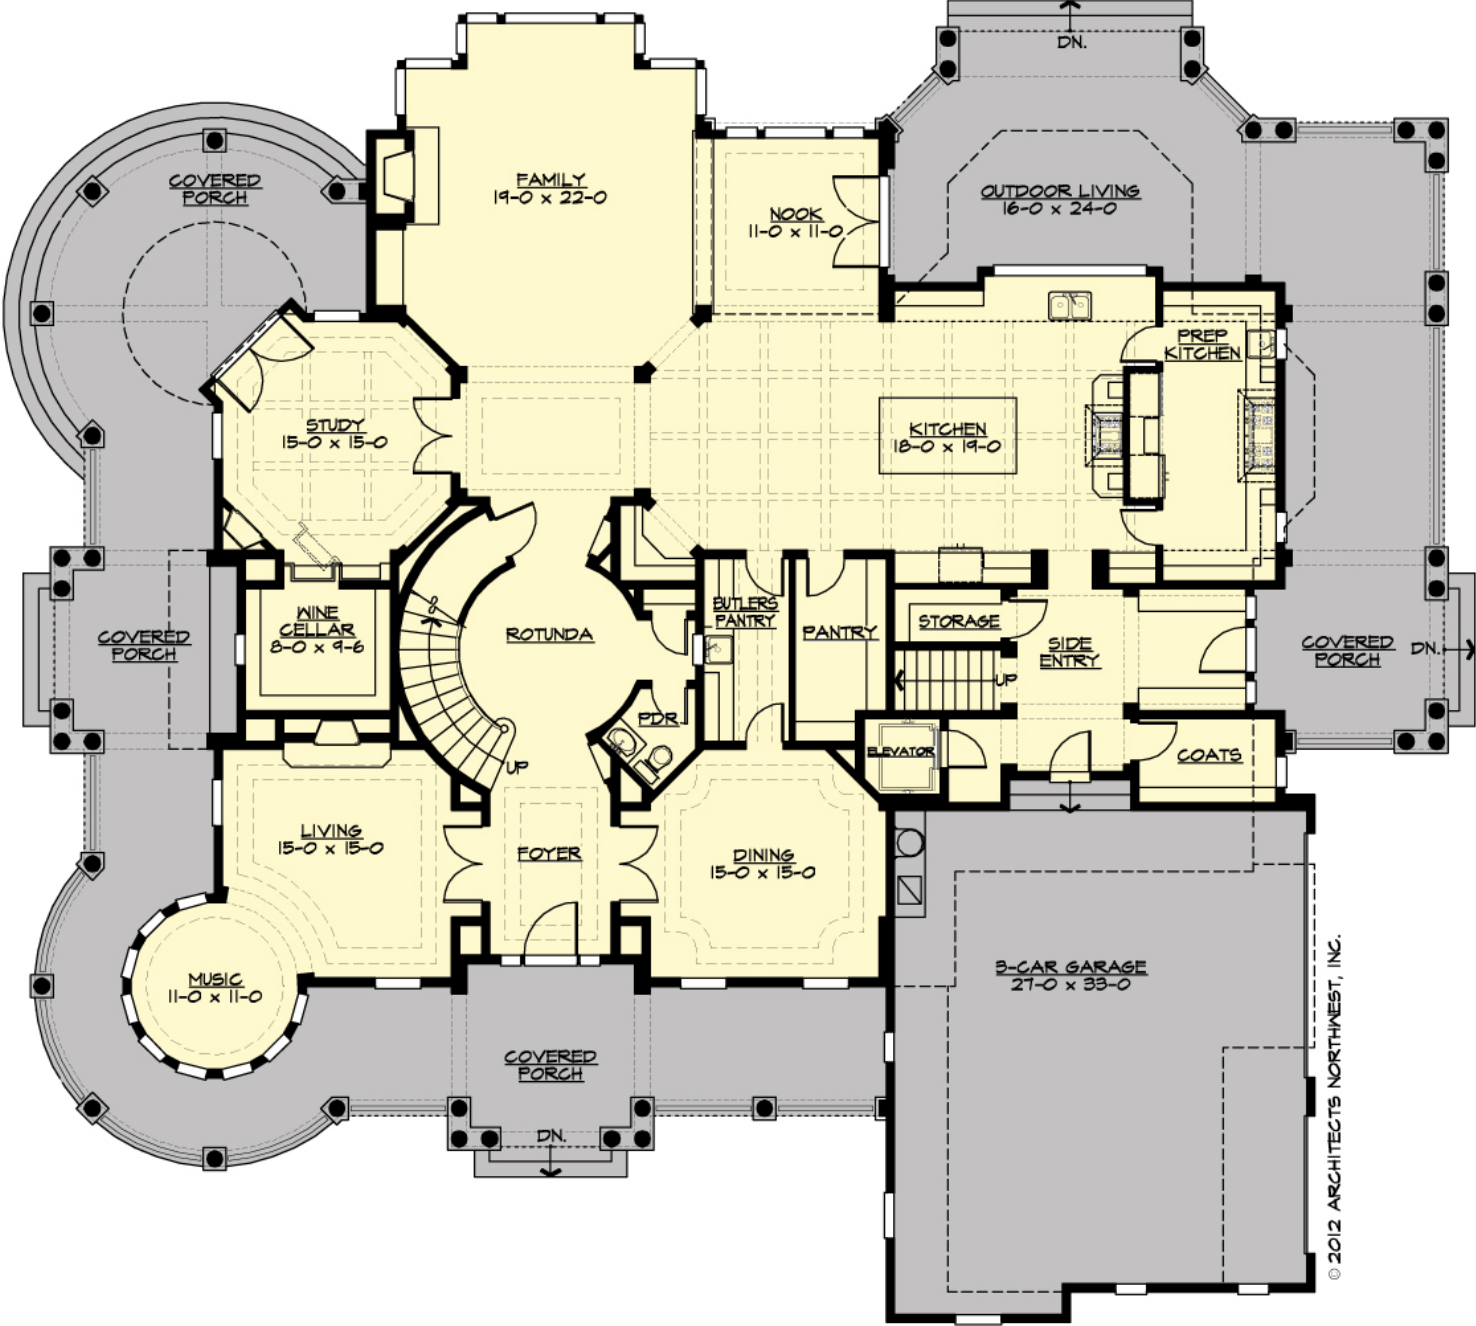 DN.
COVERED
PORCH
FAMILY
19-0 x 22-0
OUTDOOR LIVING
16-0 x 24-0
NOOK
11-0 x 11-0
PREP
KITCHEN
STUDY
15-0 x 15-0
KITCHEN
18-0 x 19-0
WINE
CELLAR
8-0 x 9-6
COVERED
PORCH
ROTUNDA
BUTLERS
PANTRY
PANTRY
STORAGE
SIDE
ENTRY
COVERED
PORCH
DN.
UP
PDR.
UP
ELEVATOR
COATS
LIVING
15-0 x 15-0
FOYER
DINING
15-0 x 15-0
MUSIC
11-0 x 11-0
3-CAR GARAGE
27-0 x 33-0
COVERED
PORCH
DN.
© 2012 ARCHITECTS NORTHWEST, INC.